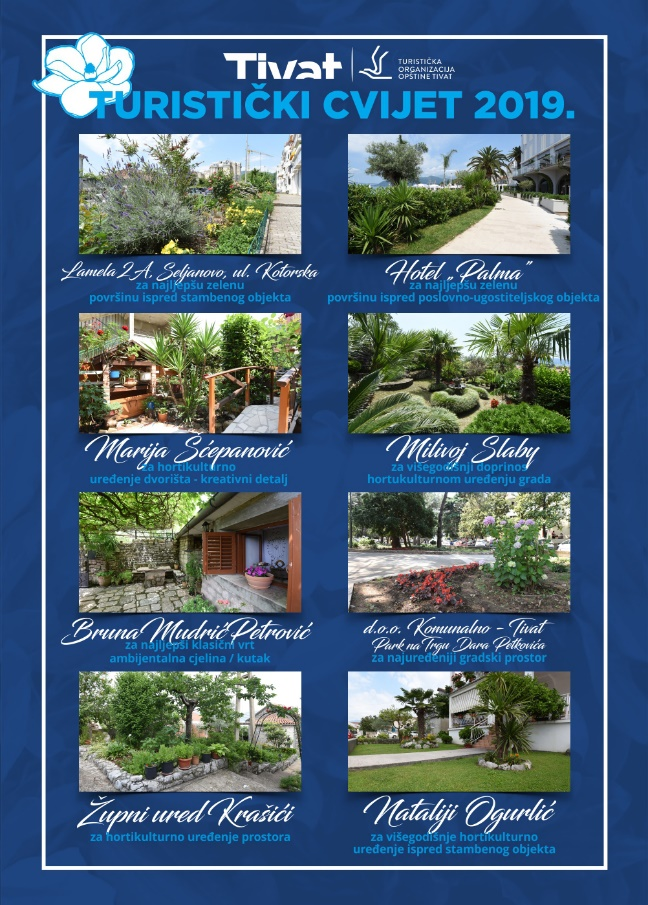 Tivat
TURISTIČKA
ORGANIZACIJA
OPŠTINE TIVAT
TURISTIČKI CVIJET 2019.
Lamela 2A, Seljanovo, ul. Kotorska
za najljepšu zelenu
površinu ispred stambenog objekta
Hotel „Palma“
za najljepšu zelenu
površinu ispred poslovno-ugostiteljskog objekta
Marija Šćepanović
za hortikulturno
uređenje dvorišta - kreativni detalj
Milivoj Slaby
za višegodišnji doprinos
hortukulturnom uređenju grada
Bruna Mudrić Petrović
za najljepši klasični vrt
ambijentalna cjelina / kutak
d.o.o. Komunalno - Tivat
Park na Trgu Dara Petkovića
za najuređeniji gradski prostor
Župni ured Krašići
za hortikulturno uređenje prostora
Nataliji Ogurlić
za višegodišnje hortikulturno
uređenje ispred stambenog objekta